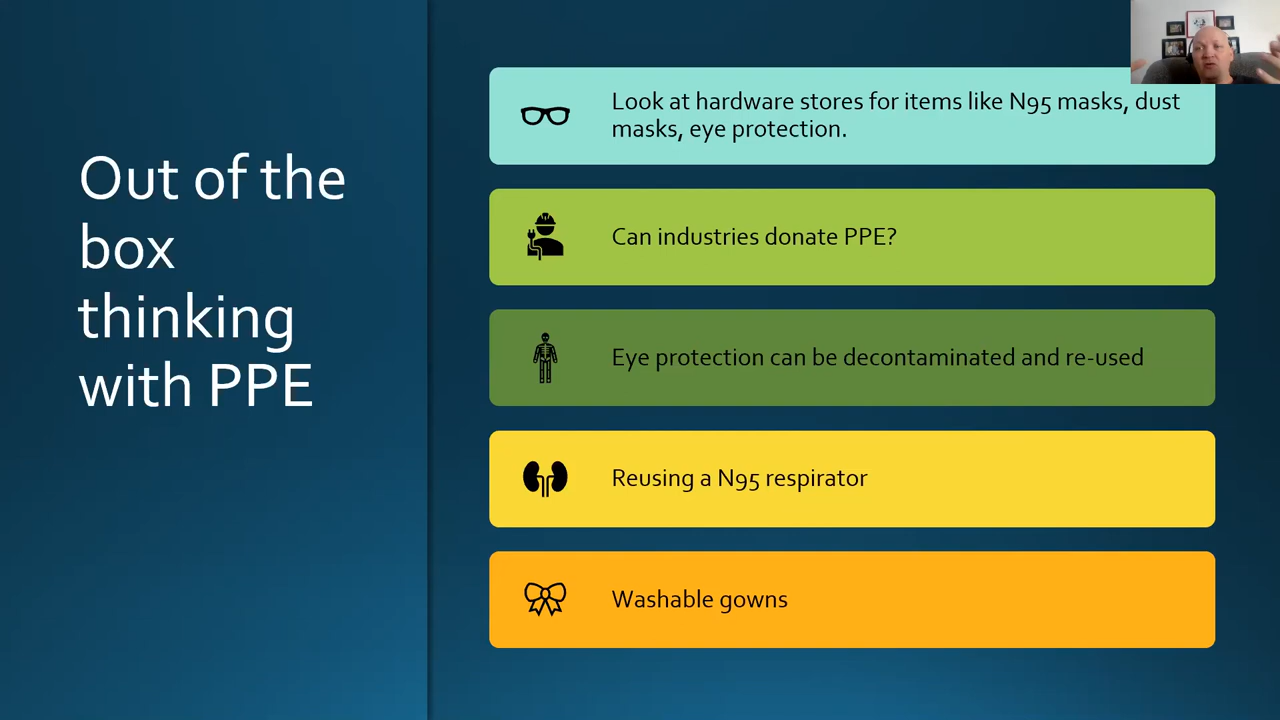 Out of the
box
thinking
with PPE
Look at hardware stores for items like N95 masks, dust
masks, eye protection.
Can industries donate PPE?
Eye protection can be decontaminated and re-used
Reusing a N95 respirator
Washable gowns